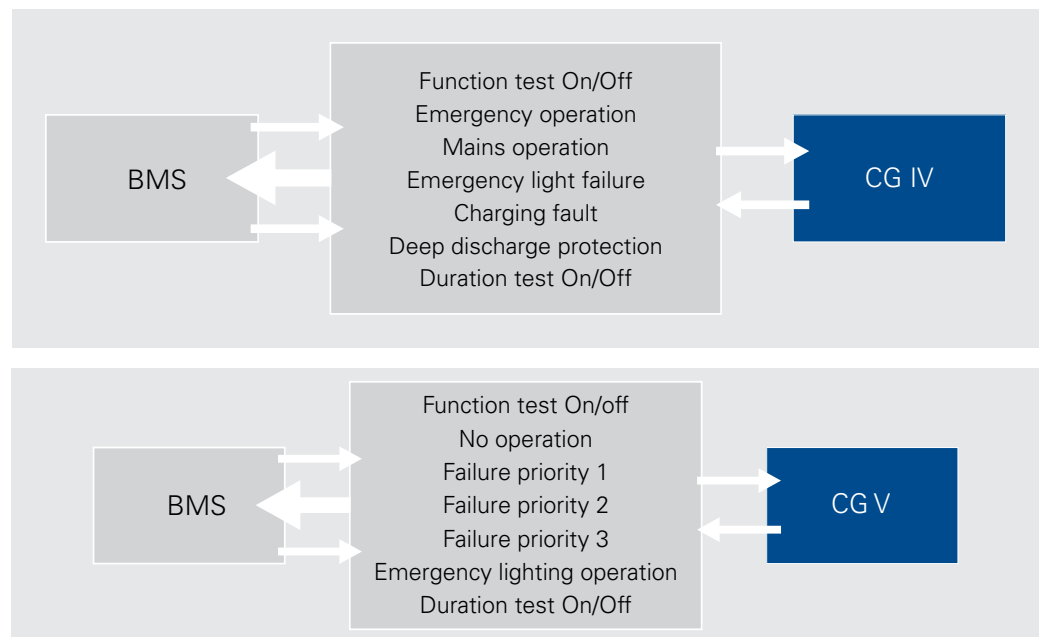 Function test On/Off
Emergency operation
Mains operation
Emergency light failure
Charging fault
Deep discharge protection
Duration test On/Off
BMS
CG IV
Function test On/off
No operation
Failure priority 1
Failure priority 2
Failure priority 3
Emergency lighting operation
Duration test On/Off
BMS
CG V